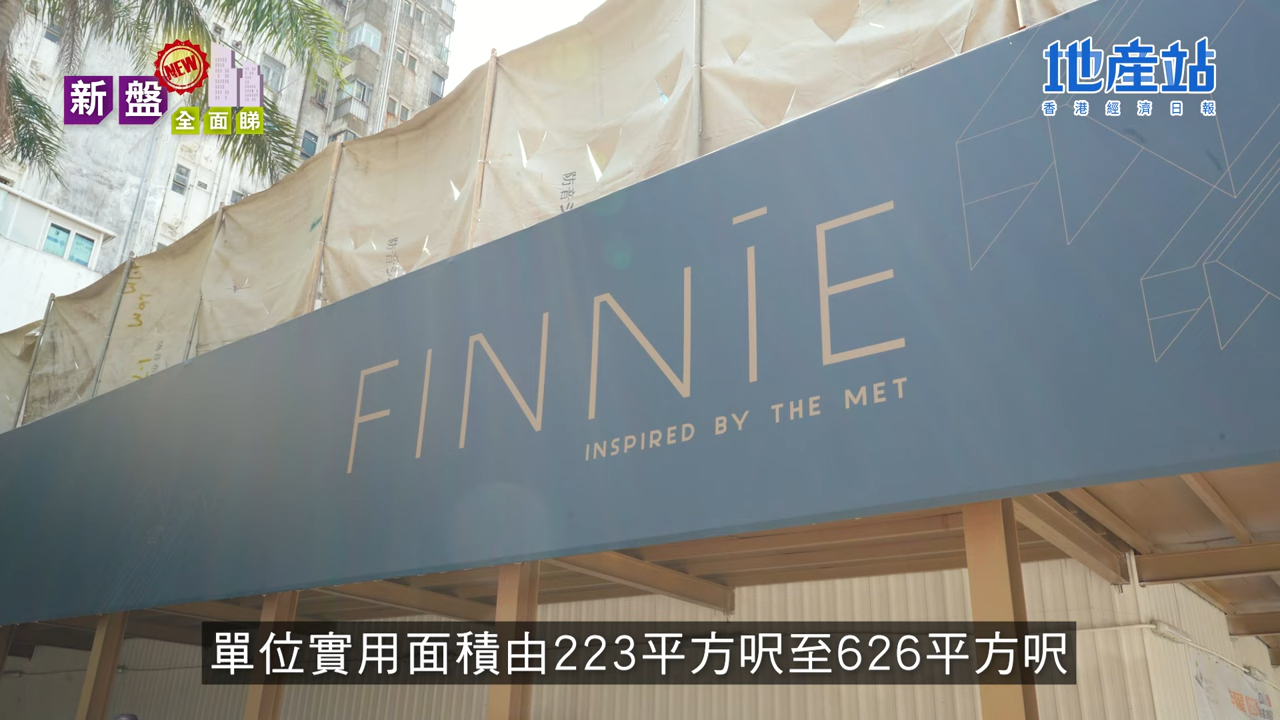 新盤
NEW
全面睇
地產站
香港經濟日報
FINNIE
INSPIRED BY THE MET
單位實用面積由223平方呎至626平方呎